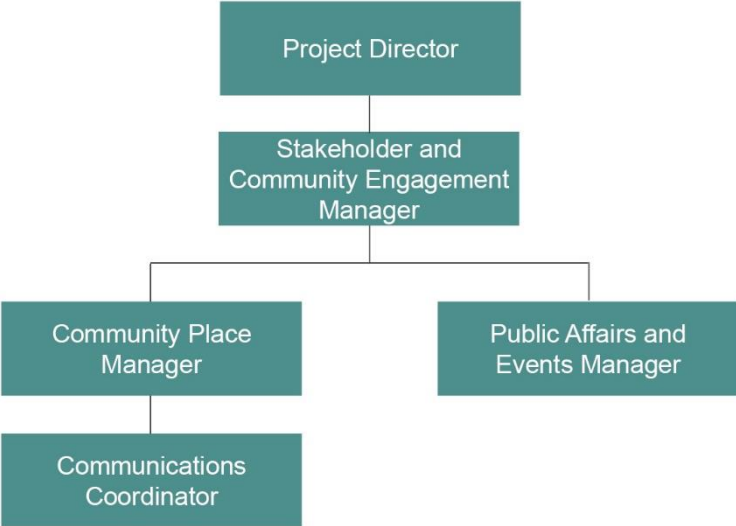 Project Director
Stakeholder and
Community Engagement
Manager
Community Place
Manager
Public Affairs and
Events Manager
Communications
Coordinator